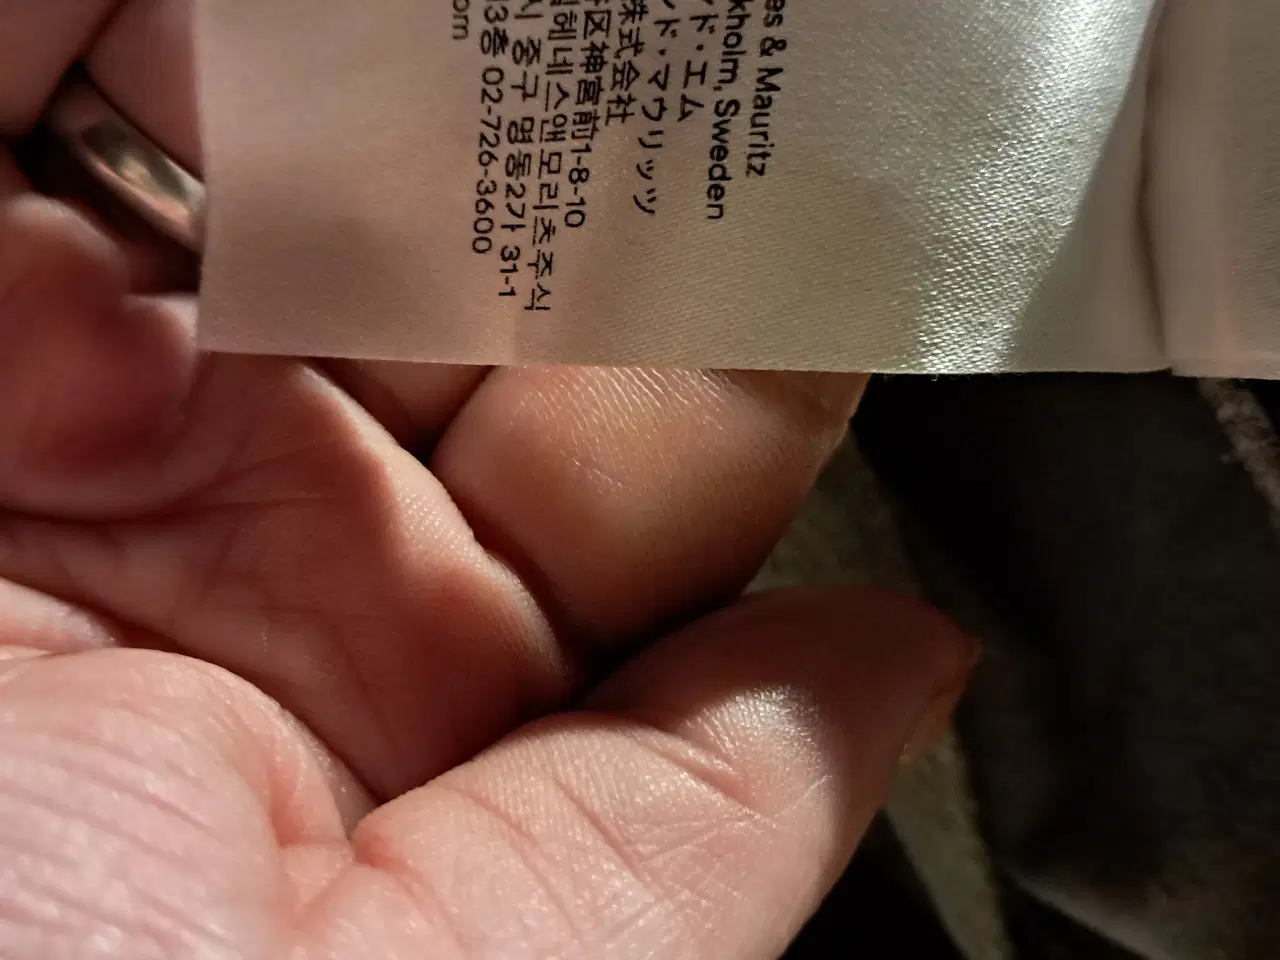 es & Mauritz
kholm, Sweden
ド・エム
ンド・マウリッツ
株式会社
区神宮前1-8-10
헤네스앤모리츠주식
시 중구 명동2가 31-1
13층 02-726-3600
om